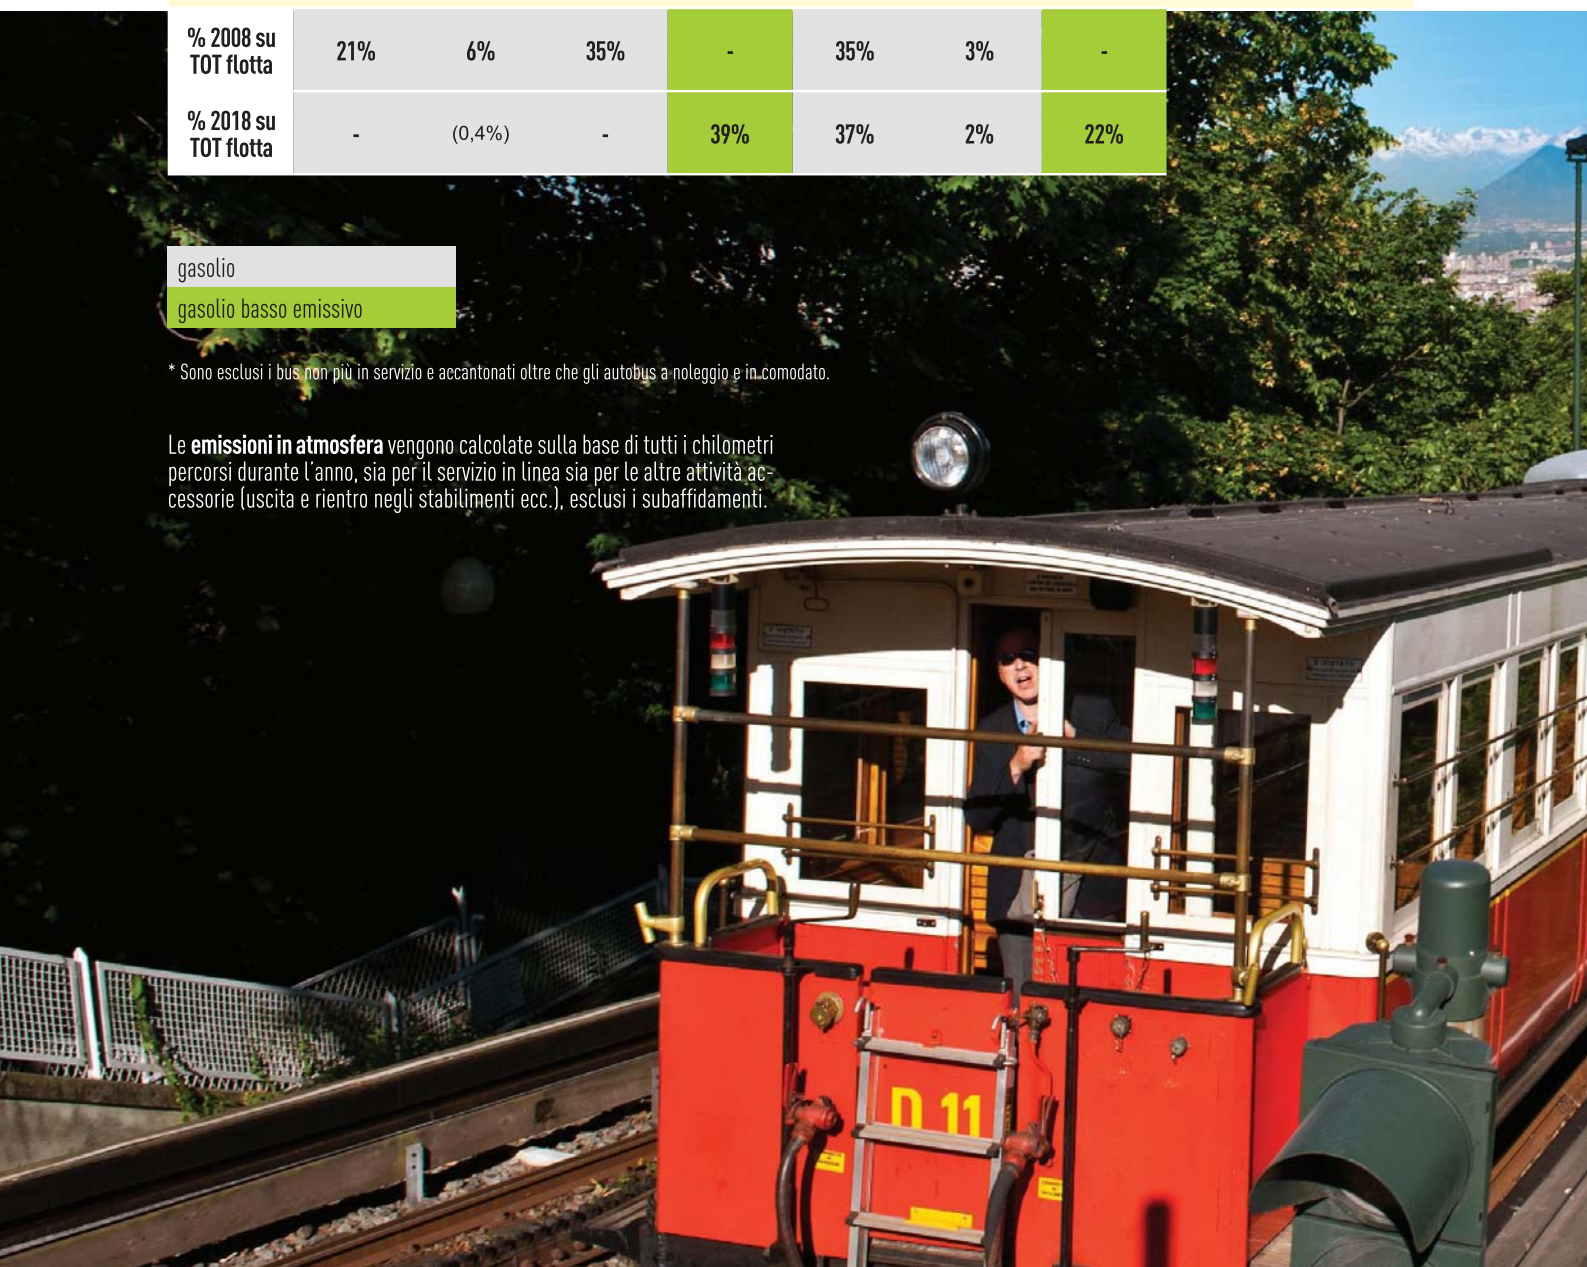 % 2008 su
TOT flotta
21% 6% 35% - 35% 3% -
% 2018 su
TOT flotta
- (0,4%) - 39% 37% 2% 22%
gasolio
gasolio basso emissivo
* Sono esclusi i bus non più in servizio e accantonati oltre che gli autobus a noleggio e in comodato.
Le emissioni in atmosfera vengono calcolate sulla base di tutti i chilometri
percorsi durante l'anno, sia per il servizio in linea sia per le altre attività ac-
cessorie (uscita e rientro negli stabilimenti ecc.), esclusi i subaffidamenti.
D 11